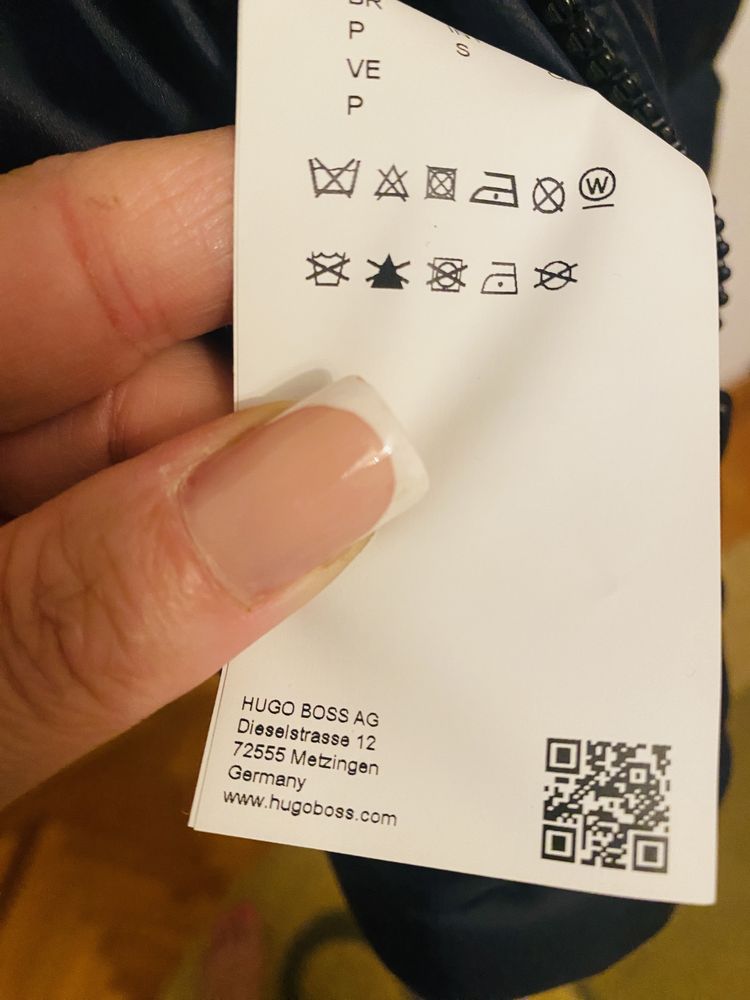 P
S
VE
P
W
HUGO BOSS AG
Dieselstrasse 12
72555 Metzingen
Germany
www.hugoboss.com